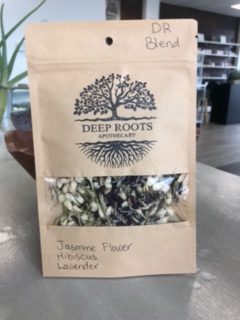 DR
Blend
DEEP ROOTS
APOTHECARY
Jasmine Flower
Hibiscus
Lavender